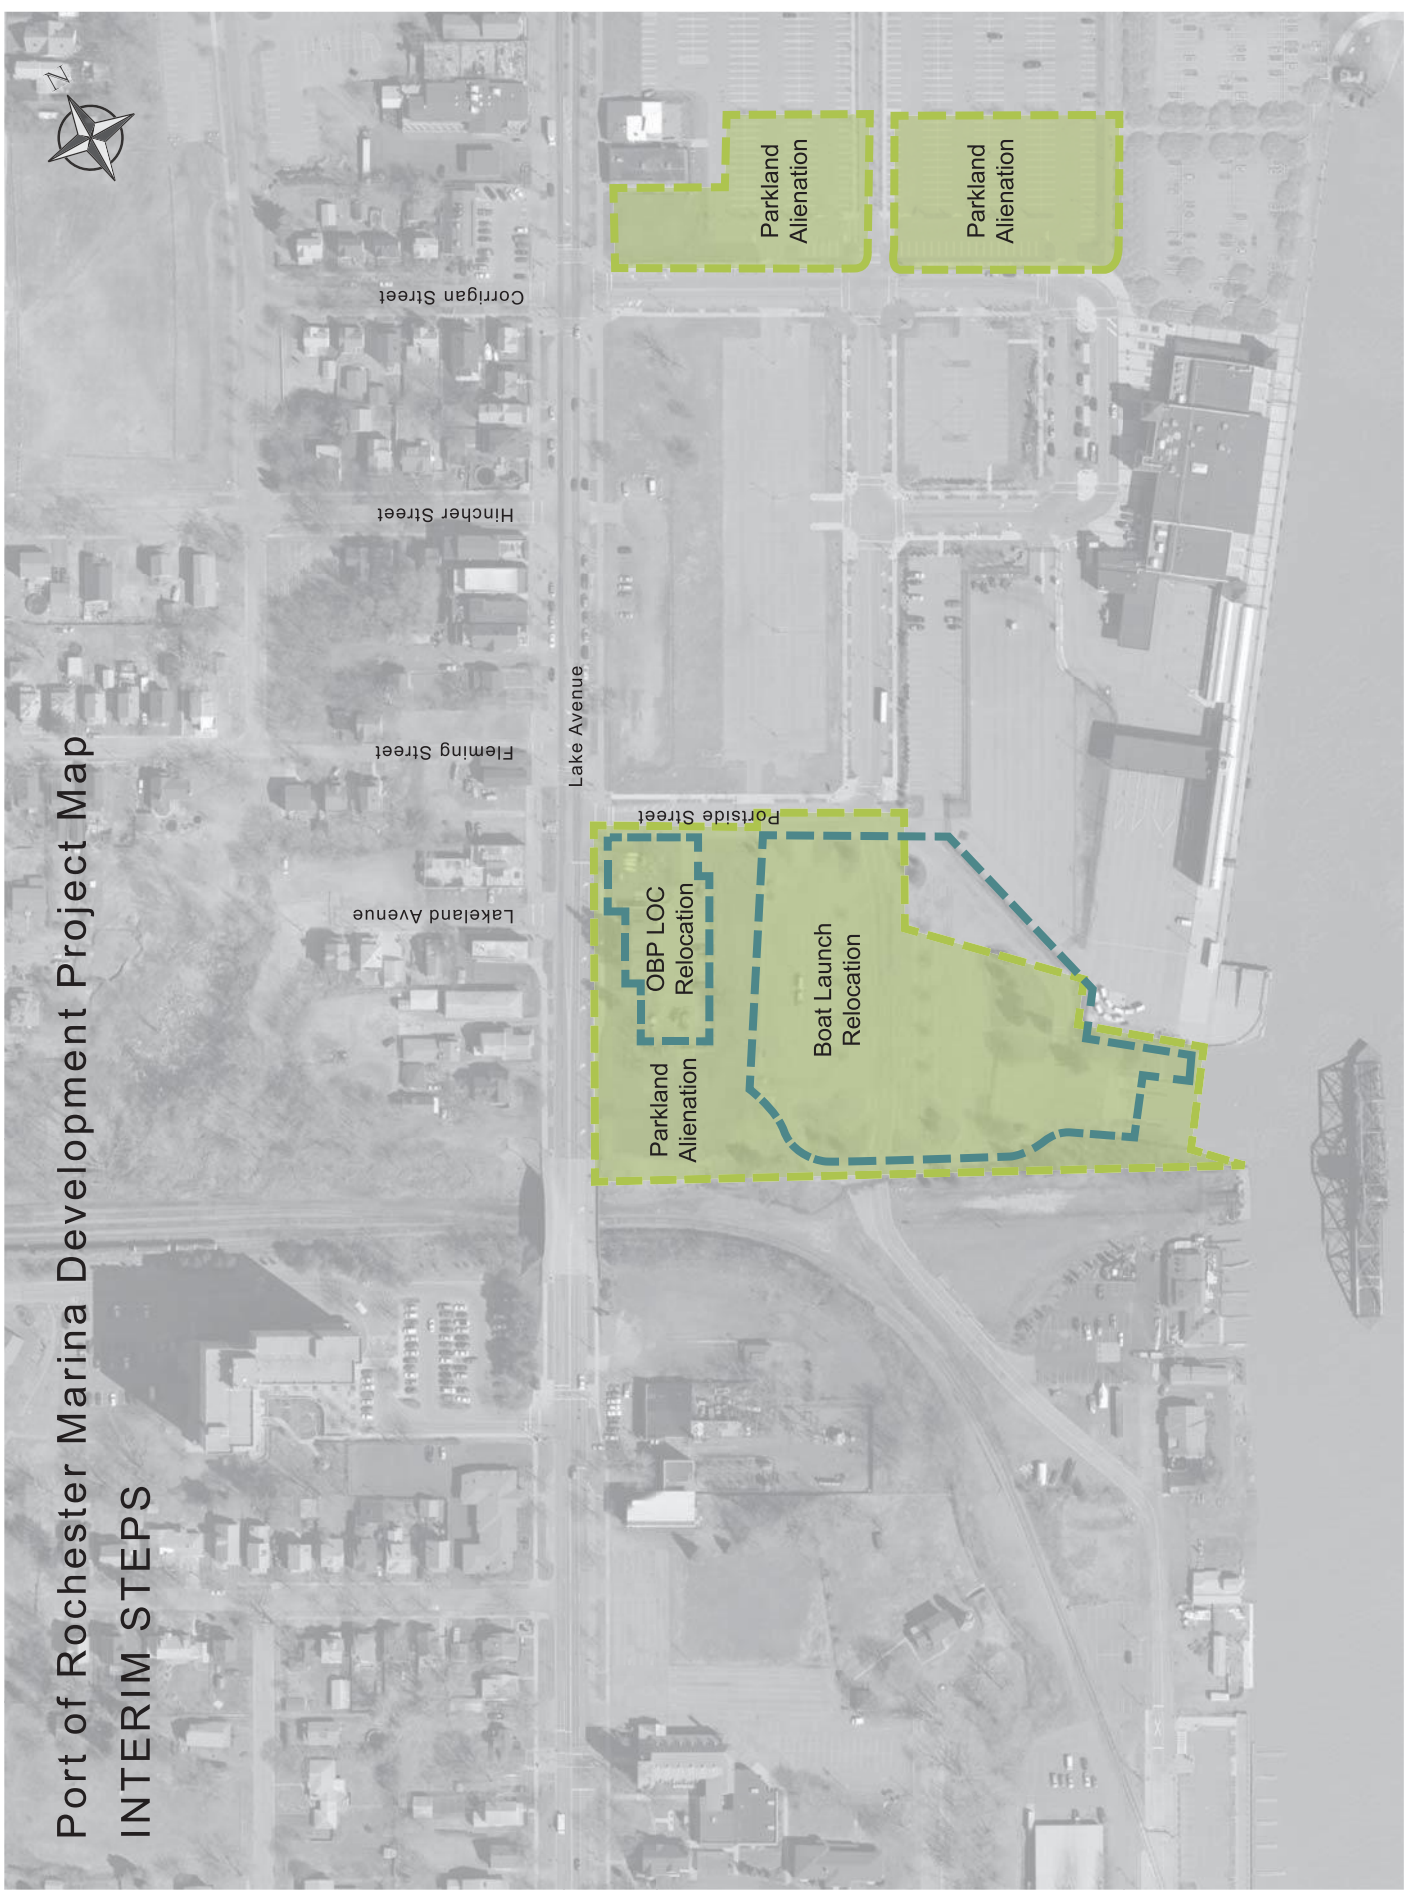 Port of Rochester Marina Development Project Map
INTERIM STEPS
N
Lakeland Avenue
Fleming Street
Hincher Street
Corrigan Street
Lake Avenue
Portside Street
Parkland
Alienation
OBP LOC
Relocation
Boat Launch
Relocation
Parkland
Alienation
Parkland
Alienation